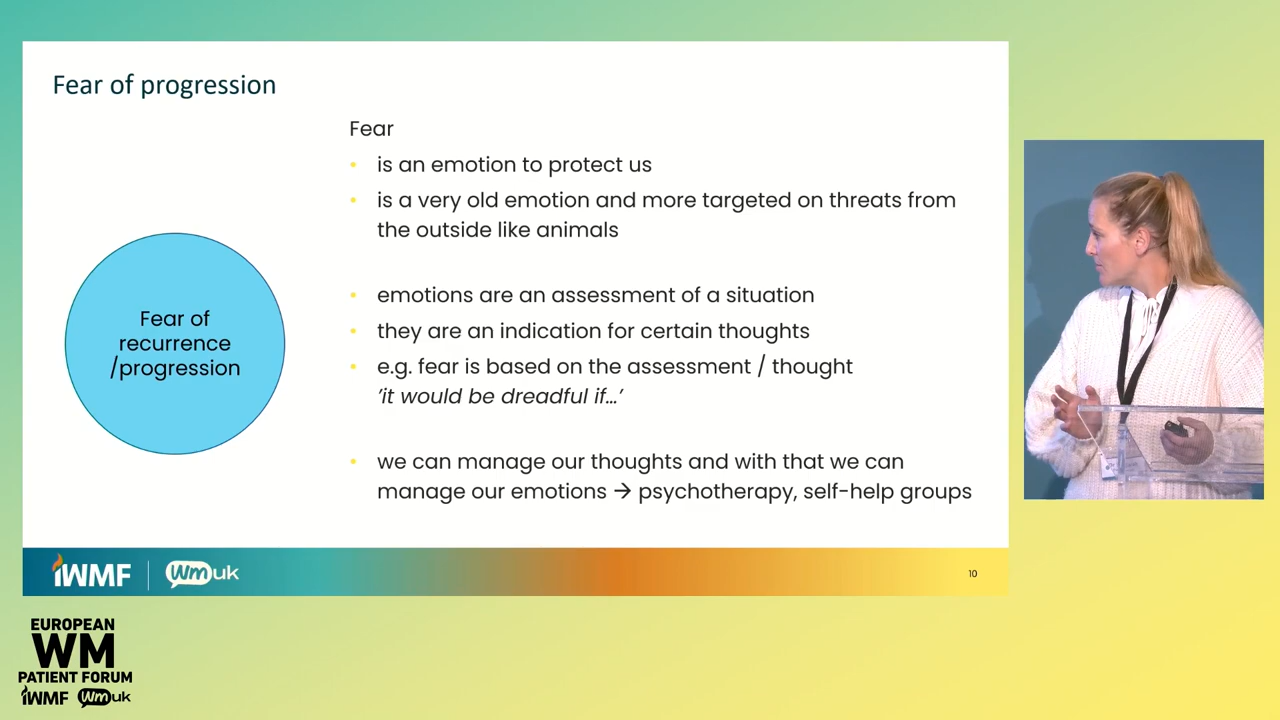 Fear of progression
Fear
• is an emotion to protect us
• is a very old emotion and more targeted on threats from
the outside like animals
Fear of
recurrence
/progression
• emotions are an assessment of a situation
• they are an indication for certain thoughts
• e.g. fear is based on the assessment / thought
‘it would be dreadful if…’
• we can manage our thoughts and with that we can
manage our emotions → psychotherapy, self-help groups
iWMF
Wmuk
10
EUROPEAN
WM
PATIENT FORUM
iWMF Wmuk